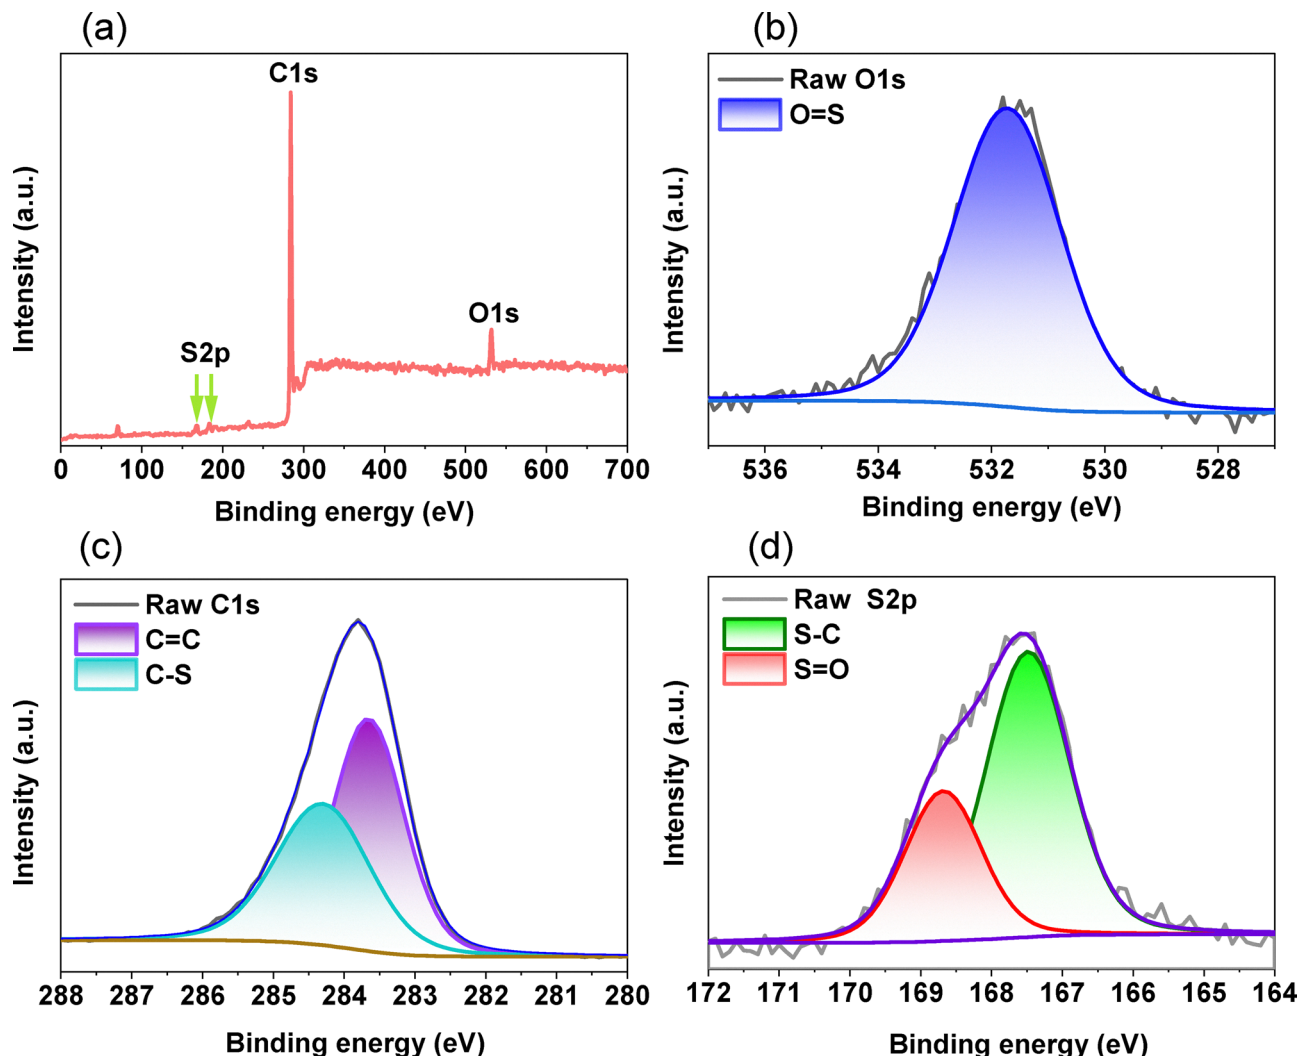 (a)
C1s
O1s
S2p
Intensity (a.u.)
0 100 200 300 400 500 600 700
Binding energy (eV)
(b)
Raw O1s
O=S
Intensity (a.u.)
536 534 532 530 528
Binding energy (eV)
(c)
Raw C1s
C=C
C-S
Intensity (a.u.)
288 287 286 285 284 283 282 281 280
Binding energy (eV)
(d)
Raw S2p
S-C
S=O
Intensity (a.u.)
172 171 170 169 168 167 166 165 164
Binding energy (eV)